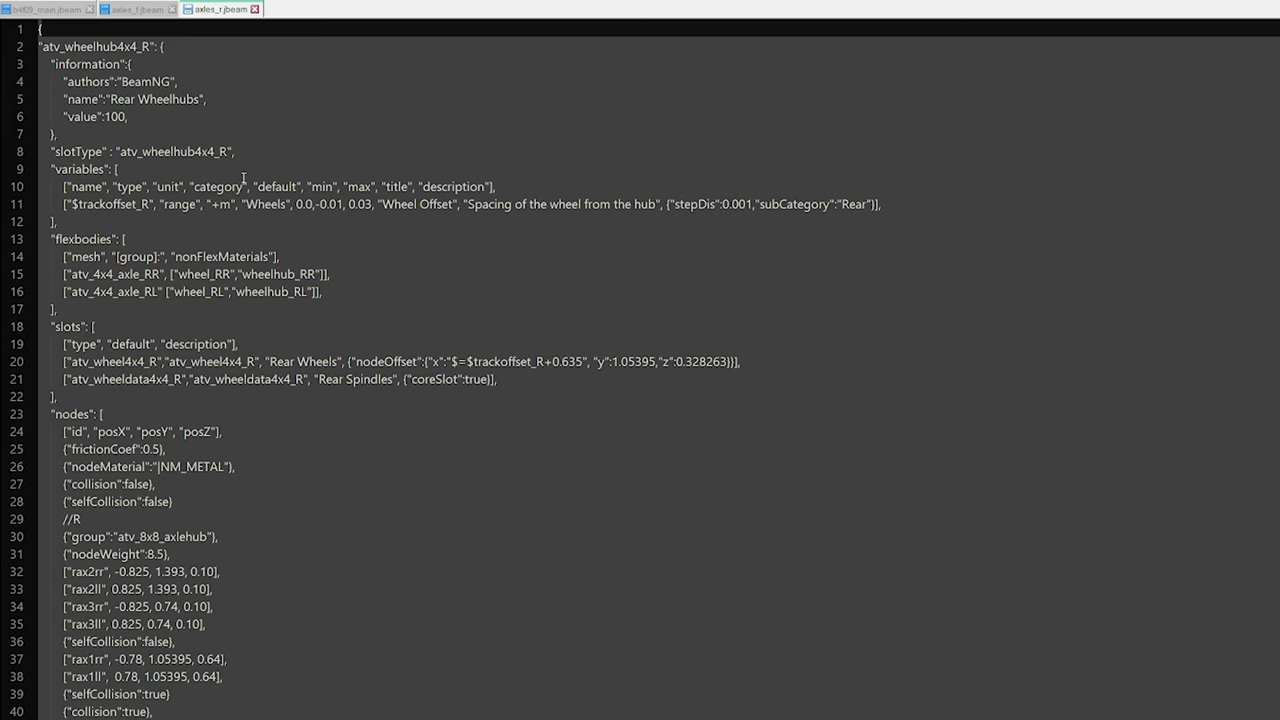 b4f09_main.jbeam axles_f.jbeam axles_r.jbeam
1 {
2 "atv_wheelhub4x4_R": {
3 "information":{
4 "authors":"BeamNG",
5 "name":"Rear Wheelhubs",
6 "value":100,
7 },
8 "slotType" : "atv_wheelhub4x4_R",
9 "variables": [
10 ["name", "type", "unit", "category", "default", "min", "max", "title", "description"],
11 ["$trackoffset_R", "range", "+m", "Wheels", 0.0,-0.01, 0.03, "Wheel Offset", "Spacing of the wheel from the hub", {"stepDis":0.001,"subCategory":"Rear"}],
12 ],
13 "flexbodies": [
14 ["mesh", "[group]:", "nonFlexMaterials"],
15 ["atv_4x4_axle_RR", ["wheel_RR","wheelhub_RR"]],
16 ["atv_4x4_axle_RL" ["wheel_RL","wheelhub_RL"]],
17 ],
18 "slots": [
19 ["type", "default", "description"],
20 ["atv_wheel4x4_R","atv_wheel4x4_R", "Rear Wheels", {"nodeOffset":{"x":"$=$trackoffset_R+0.635", "y":1.05395,"z":0.328263}}],
21 ["atv_wheeldata4x4_R","atv_wheeldata4x4_R", "Rear Spindles", {"coreSlot":true}],
22 ],
23 "nodes": [
24 ["id", "posX", "posY", "posZ"],
25 {"frictionCoef":0.5},
26 {"nodeMaterial":"|NM_METAL"},
27 {"collision":false},
28 {"selfCollision":false}
29 //R
30 {"group":"atv_8x8_axlehub"},
31 {"nodeWeight":8.5},
32 ["rax2rr", -0.825, 1.393, 0.10],
33 ["rax2ll", 0.825, 1.393, 0.10],
34 ["rax3rr", -0.825, 0.74, 0.10],
35 ["rax3ll", 0.825, 0.74, 0.10],
36 {"selfCollision":false},
37 ["rax1rr", -0.78, 1.05395, 0.64],
38 ["rax1ll", 0.78, 1.05395, 0.64],
39 {"selfCollision":true}
40 {"collision":true},